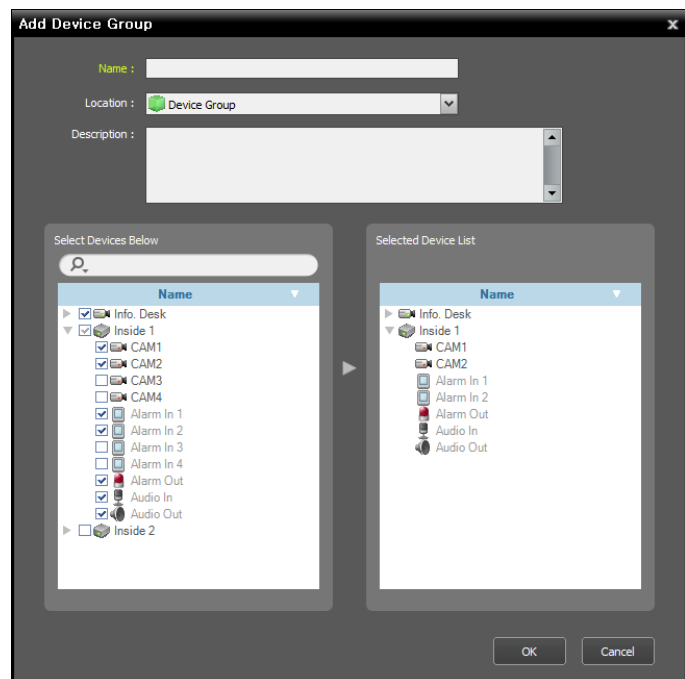 Add Device Group
Name :
Location :
Device Group
Description :
Select Devices Below
Name
Info. Desk
Inside 1
CAM1
CAM2
CAM3
CAM4
Alarm In 1
Alarm In 2
Alarm In 3
Alarm In 4
Alarm Out
Audio In
Audio Out
Inside 2
Selected Device List
Name
Info. Desk
Inside 1
CAM1
CAM2
Alarm In 1
Alarm In 2
Alarm Out
Audio In
Audio Out
OK
Cancel